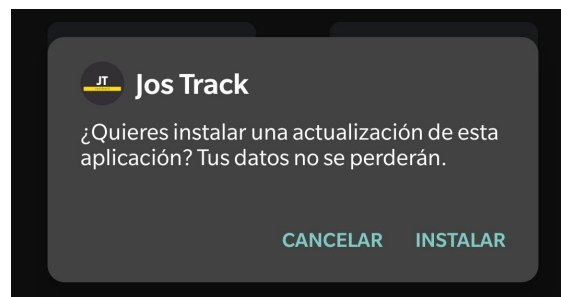 JT
Jos Track
¿Quieres instalar una actualización de esta
aplicación? Tus datos no se perderán.
CANCELAR INSTALAR